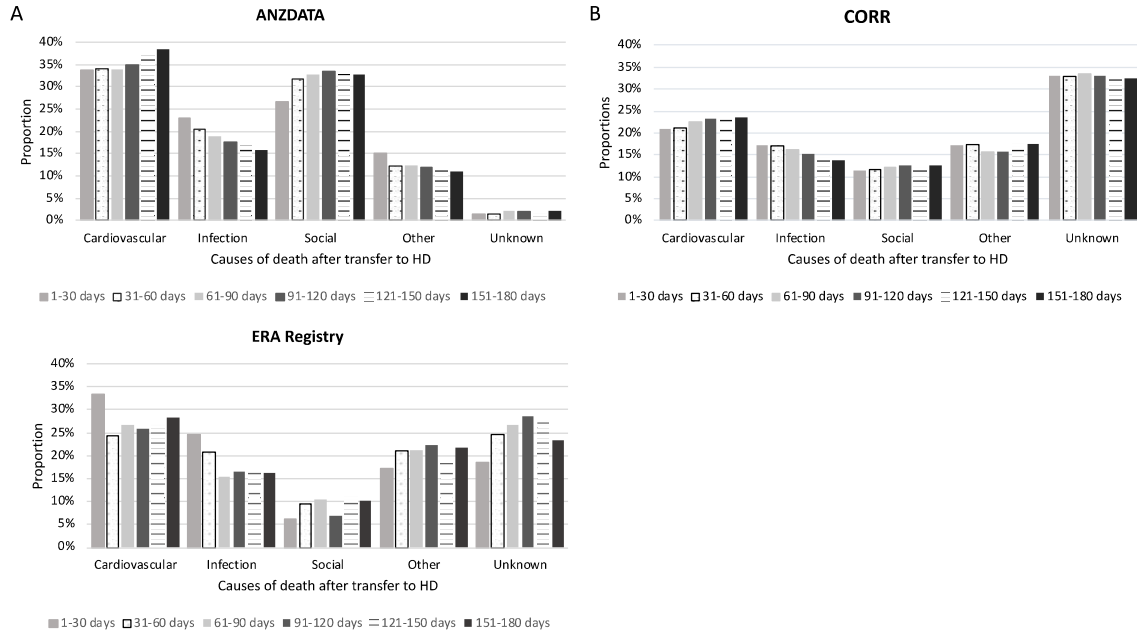 A
ANZDATA
40%
35%
30%
25%
20%
15%
10%
5%
0%
Proportion
Cardiovascular Infection Social Other Unknown
Causes of death after transfer to HD
1-30 days 31-60 days 61-90 days 91-120 days 121-150 days 151-180 days
B
CORR
40%
35%
30%
25%
20%
15%
10%
5%
0%
Proportions
Cardiovascular Infection Social Other Unknown
Causes of death after transfer to HD
1-30 days 31-60 days 61-90 days 91-120 days 121-150 days 151-180 days
ERA Registry
40%
35%
30%
25%
20%
15%
10%
5%
0%
Proportion
Cardiovascular Infection Social Other Unknown
Causes of death after transfer to HD
1-30 days 31-60 days 61-90 days 91-120 days 121-150 days 151-180 days